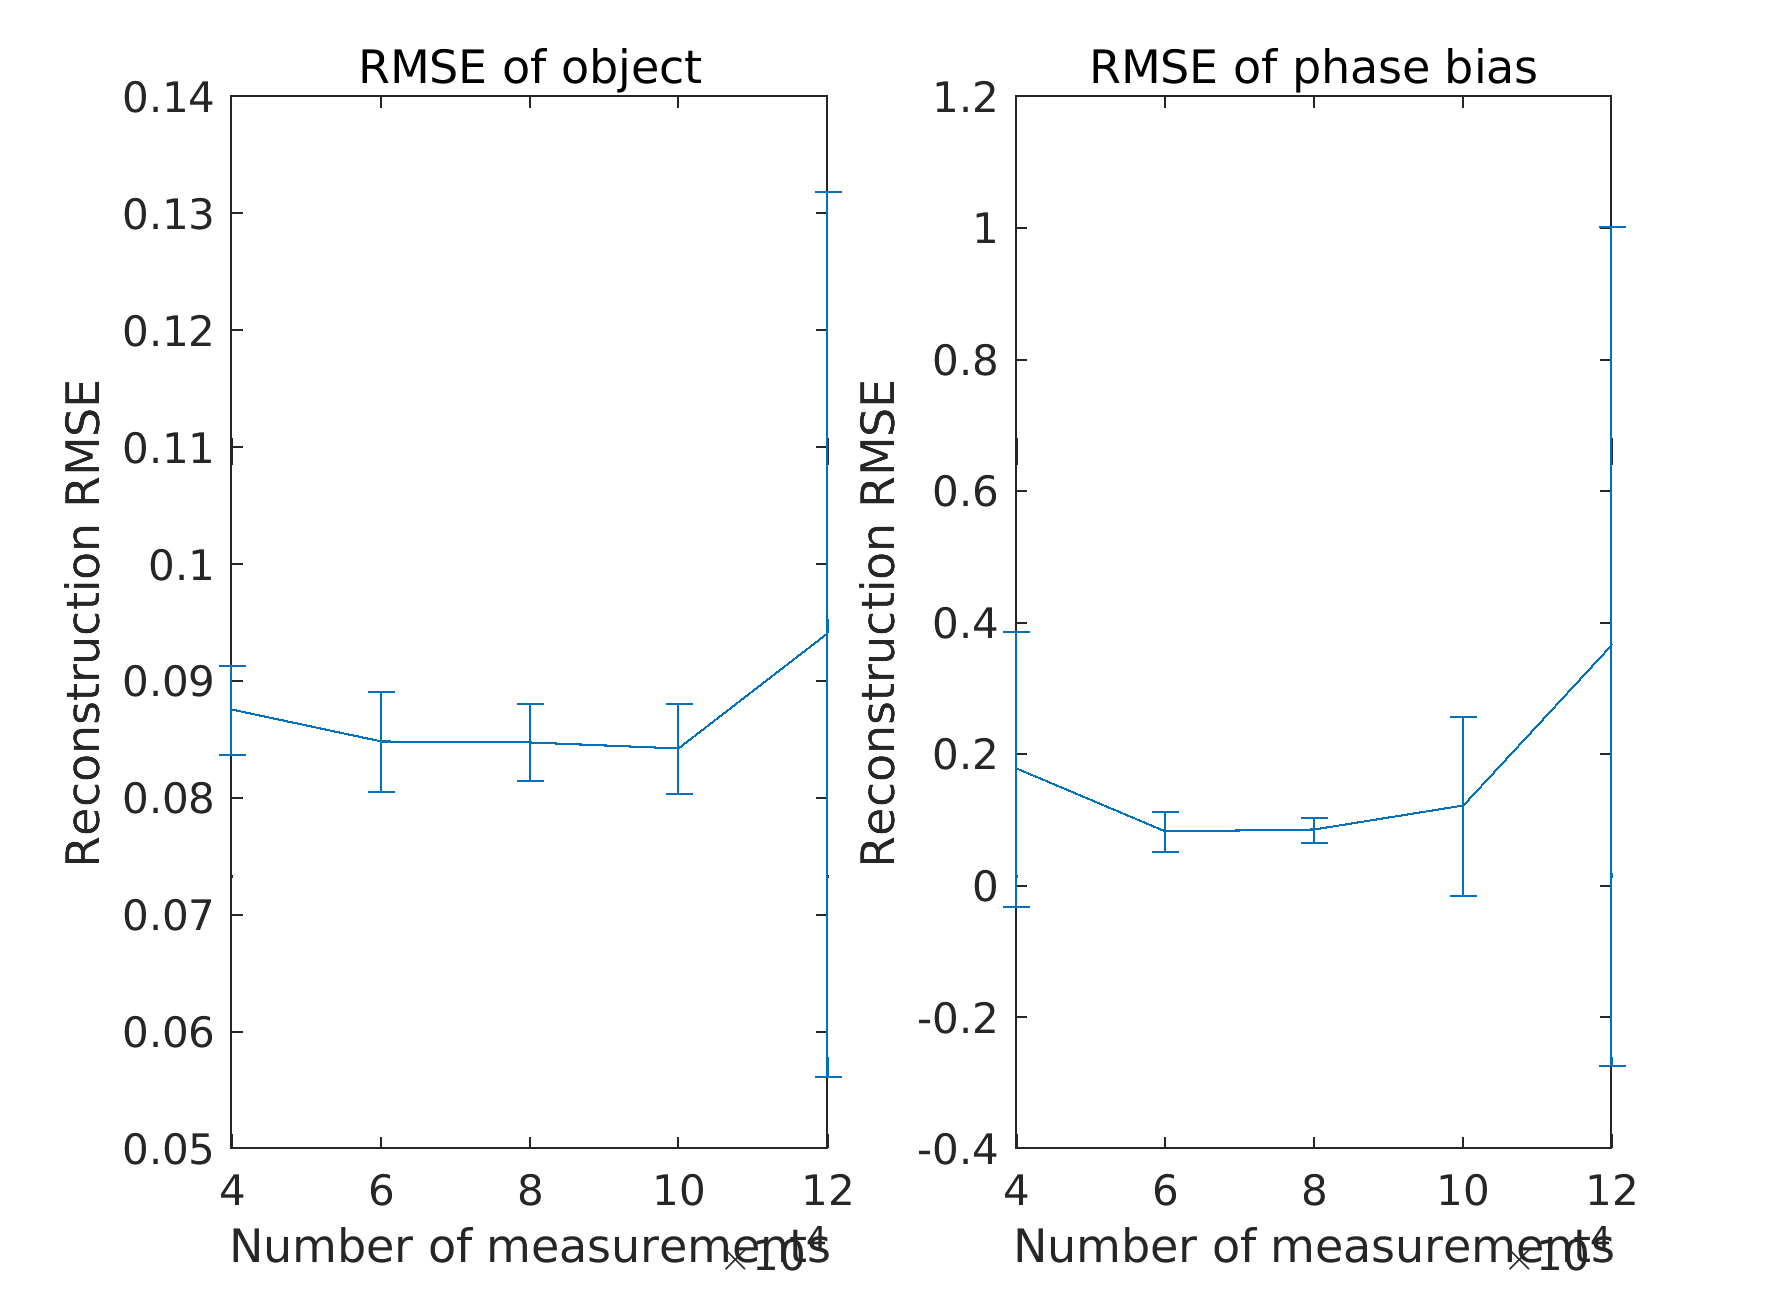 RMSE of object
0.14
0.13
0.12
0.11
0.1
0.09
0.08
0.07
0.06
0.05
Reconstruction RMSE
4 6 8 10 12
Number of measurements
×10⁴
RMSE of phase bias
1.2
1
0.8
0.6
0.4
0.2
0
-0.2
-0.4
Reconstruction RMSE
4 6 8 10 12
Number of measurements
×10⁴